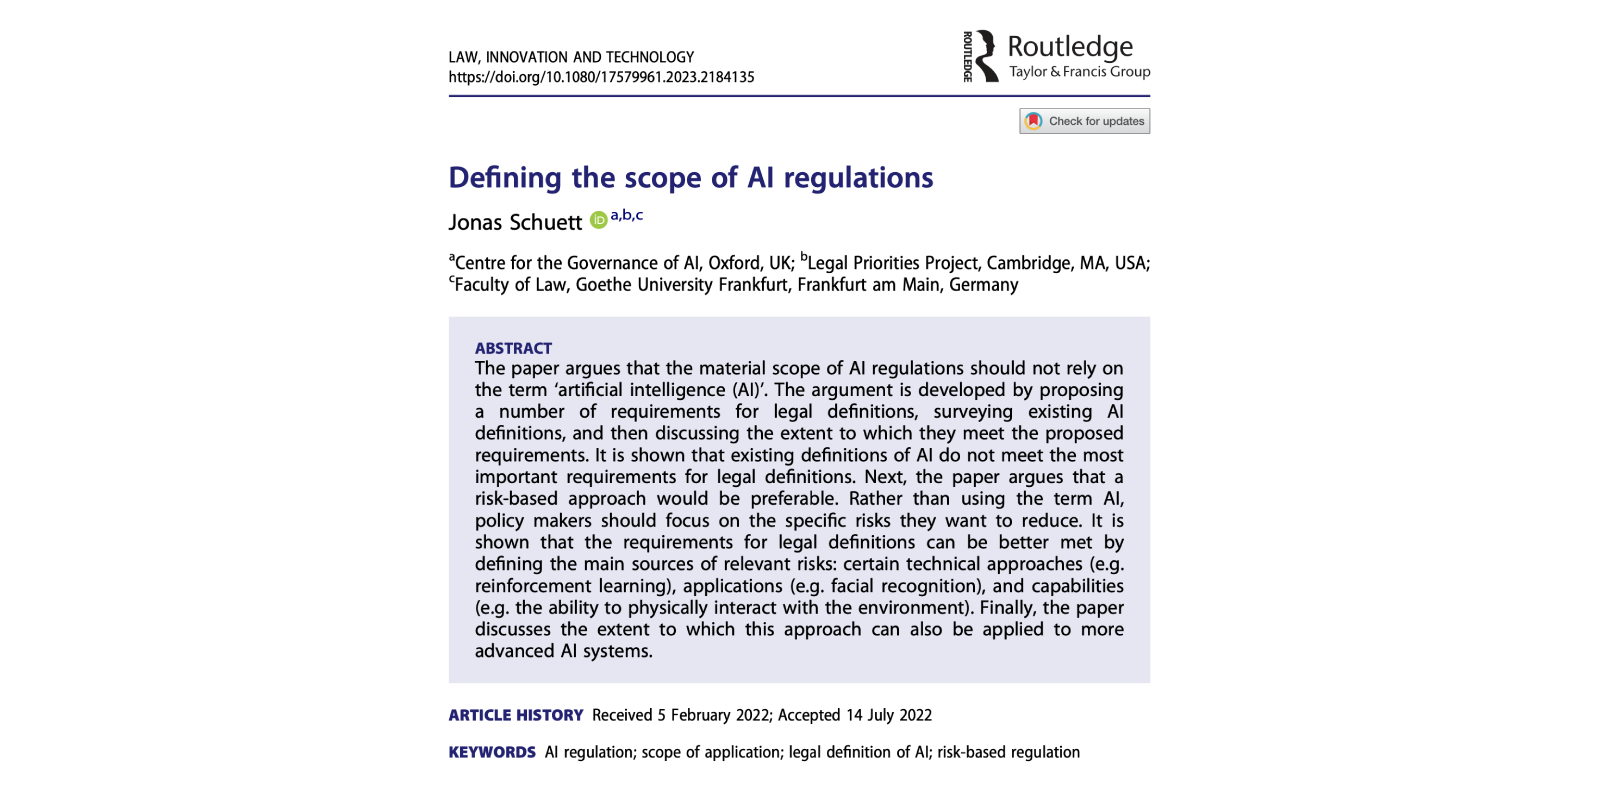 LAW, INNOVATION AND TECHNOLOGY
https://doi.org/10.1080/17579961.2023.2184135
ROUTLEDGE
Routledge
Taylor & Francis Group
Check for updates
Defining the scope of AI regulations
Jonas Schuett iD a,b,c
aCentre for the Governance of AI, Oxford, UK; bLegal Priorities Project, Cambridge, MA, USA;
cFaculty of Law, Goethe University Frankfurt, Frankfurt am Main, Germany
ABSTRACT
The paper argues that the material scope of AI regulations should not rely on
the term ‘artificial intelligence (AI)’. The argument is developed by proposing
a number of requirements for legal definitions, surveying existing AI
definitions, and then discussing the extent to which they meet the proposed
requirements. It is shown that existing definitions of AI do not meet the most
important requirements for legal definitions. Next, the paper argues that a
risk-based approach would be preferable. Rather than using the term AI,
policy makers should focus on the specific risks they want to reduce. It is
shown that the requirements for legal definitions can be better met by
defining the main sources of relevant risks: certain technical approaches (e.g.
reinforcement learning), applications (e.g. facial recognition), and capabilities
(e.g. the ability to physically interact with the environment). Finally, the paper
discusses the extent to which this approach can also be applied to more
advanced AI systems.
ARTICLE HISTORY Received 5 February 2022; Accepted 14 July 2022
KEYWORDS AI regulation; scope of application; legal definition of AI; risk-based regulation